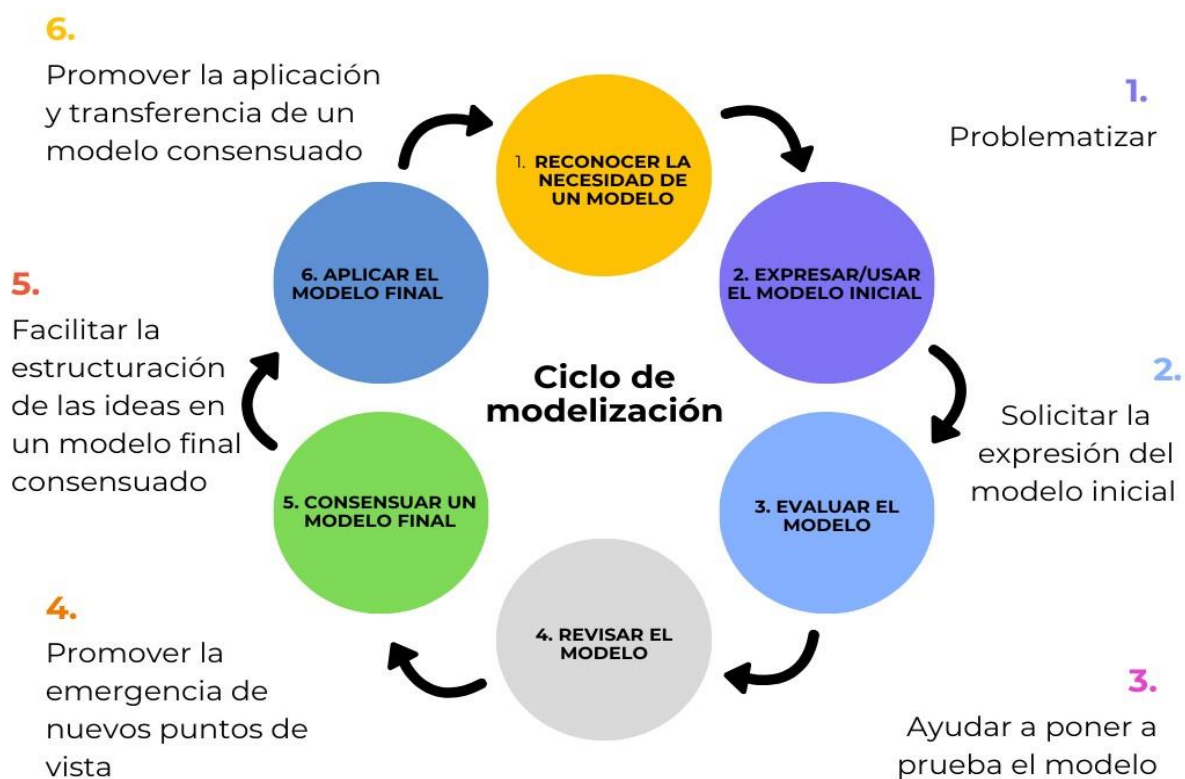 6.
Promover la aplicación
y transferencia de un
modelo consensuado
1. RECONOCER LA
NECESIDAD DE
UN MODELO
1.
Problematizar
6. APLICAR EL
MODELO FINAL
2. EXPRESAR/USAR
EL MODELO INICIAL
5.
Facilitar la
estructuración
de las ideas en
un modelo final
consensuado
Ciclo de
modelización
2.
Solicitar la
expresión del
modelo inicial
5. CONSENSUAR UN
MODELO FINAL
3. EVALUAR EL
MODELO
4.
Promover la
emergencia de
nuevos puntos de
vista
4. REVISAR EL
MODELO
3.
Ayudar a poner a
prueba el modelo